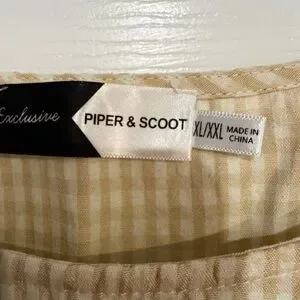 Exclusive
PIPER & SCOOT
XL/XXL
MADE IN
CHINA